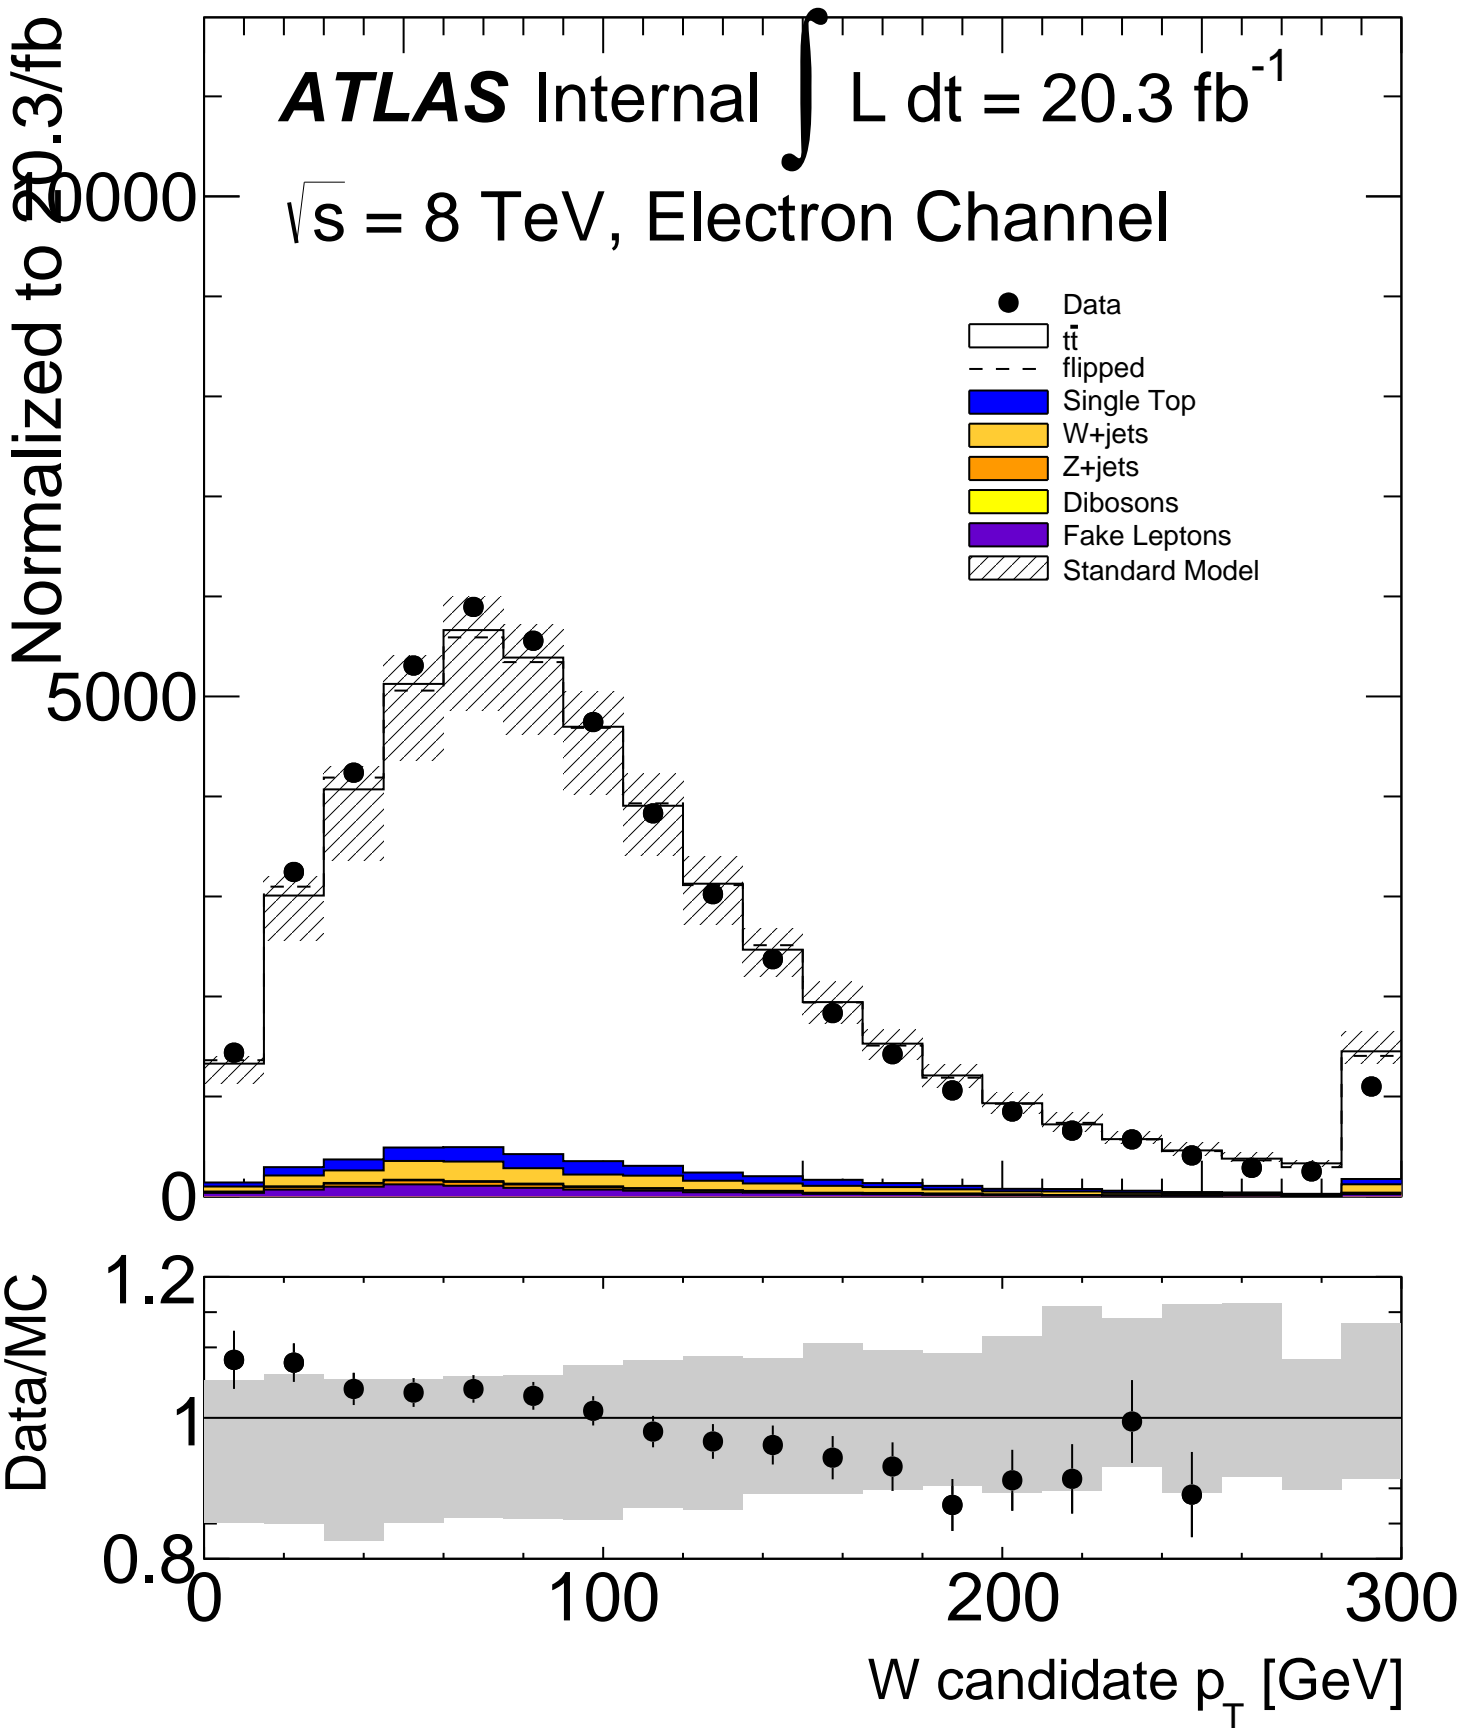 Normalized to 20.3/fb
ATLAS Internal ∫ L dt = 20.3 fb⁻¹
√s = 8 TeV, Electron Channel
10000
5000
0
Data
tt̄
flipped
Single Top
W+jets
Z+jets
Dibosons
Fake Leptons
Standard Model
Data/MC
1.2
1
0.8
0 100 200 300
W candidate p_T [GeV]